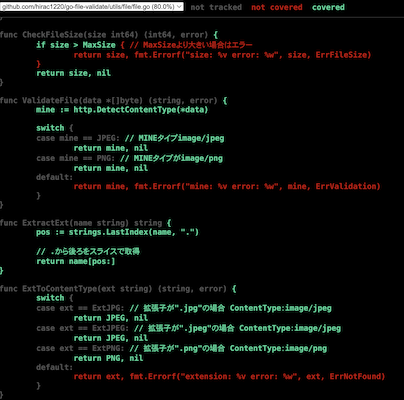 github.com/hirac1220/go-file-validate/utils/file/file.go (80.0%) not tracked not covered covered
}
func CheckFileSize(size int64) (int64, error) {
if size > MaxSize { // MaxSizeより大きい場合はエラー
return size, fmt.Errorf("size: %v error: %w", size, ErrFileSize)
}
return size, nil
}
func ValidateFile(data *[]byte) (string, error) {
mine := http.DetectContentType(*data)
switch {
case mine == JPEG: // MINEタイプimage/jpeg
return mine, nil
case mine == PNG: // MINEタイプがimage/png
return mine, nil
default:
return mine, fmt.Errorf("mine: %v error: %w", mine, ErrValidation)
}
}
func ExtractExt(name string) string {
pos := strings.LastIndex(name, ".")
// .から後ろをスライスで取得
return name[pos:]
}
func ExtToContentType(ext string) (string, error) {
switch {
case ext == ExtJPG: // 拡張子が".jpg"の場合 ContentType:image/jpeg
return JPEG, nil
case ext == ExtJPEG: // 拡張子が".jpeg"の場合 ContentType:image/jpeg
return JPEG, nil
case ext == ExtPNG: // 拡張子が".png"の場合 ContentType:image/png
return PNG, nil
default:
return ext, fmt.Errorf("extension: %v error: %w", ext, ErrNotFound)
}
}